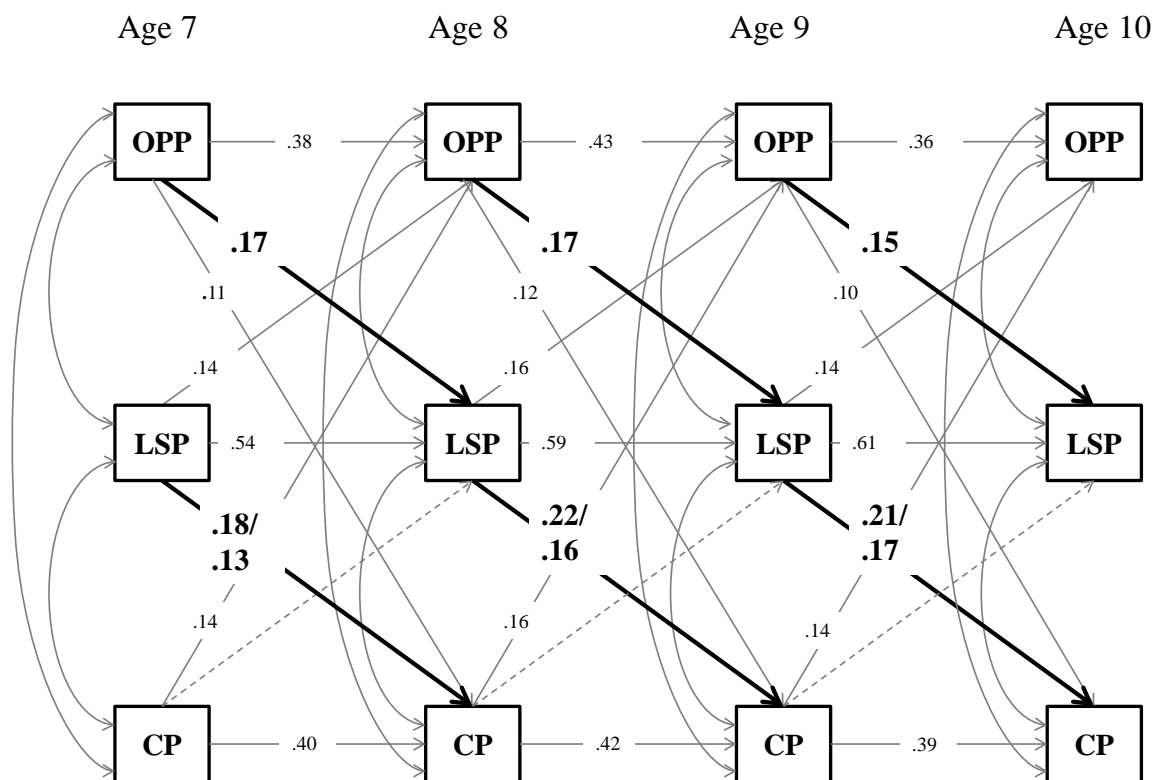 Age 7 Age 8 Age 9 Age 10
OPP .38 OPP .43 OPP .36 OPP
.17 .17 .15
.11 .12 .10
.14 .16 .14
LSP .54 LSP .59 LSP .61 LSP
.18/ .22/ .21/
.13 .16 .17
.14 .16 .14
CP .40 CP .42 CP .39 CP